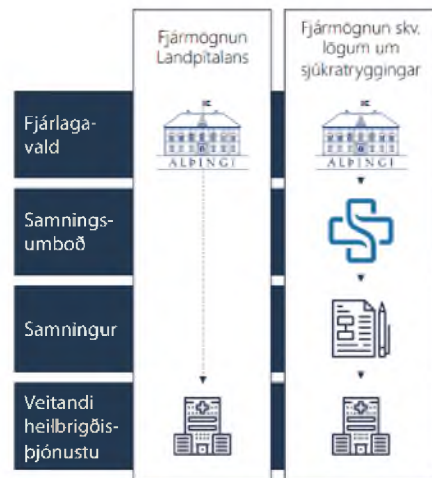 Fjármögnun
Landpítalans
Fjármögnun skv.
lögum um
sjúkratryggingar
Fjárlaga-
vald
ALÞINGI
ALÞINGI
Samnings-
umboð
Samningur
Veitandi
heilbrigðis-
þjónustu